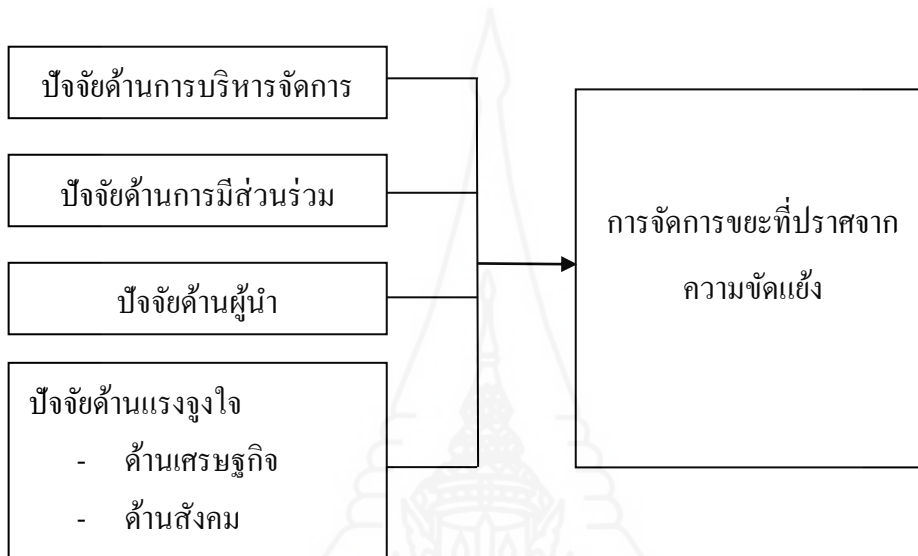 ปัจจัยด้านการบริหารจัดการ
ปัจจัยด้านการมีส่วนร่วม
ปัจจัยด้านผู้นำ
ปัจจัยด้านแรงจูงใจ
- ด้านเศรษฐกิจ
- ด้านสังคม
การจัดการขยะที่ปราศจาก
ความขัดแย้ง